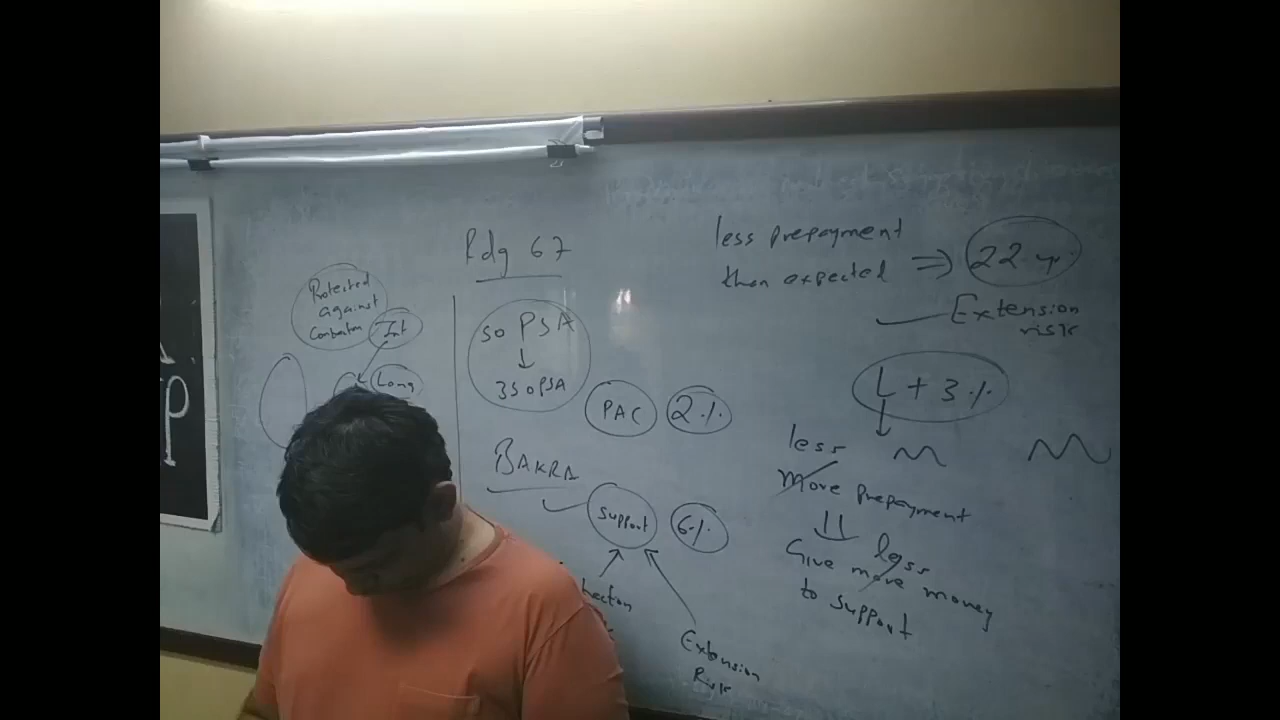 Rdg 67
Protected
against
Int
Long
50 PSA
↓
350 PSA
PAC 2%
BAKRA
Support 6%
Extension
Risk
less prepayment
than expected ⇒ 22 yr.
Extension
risk
L + 3%
less
More prepayment
⇓
less
Give more money
to support
P